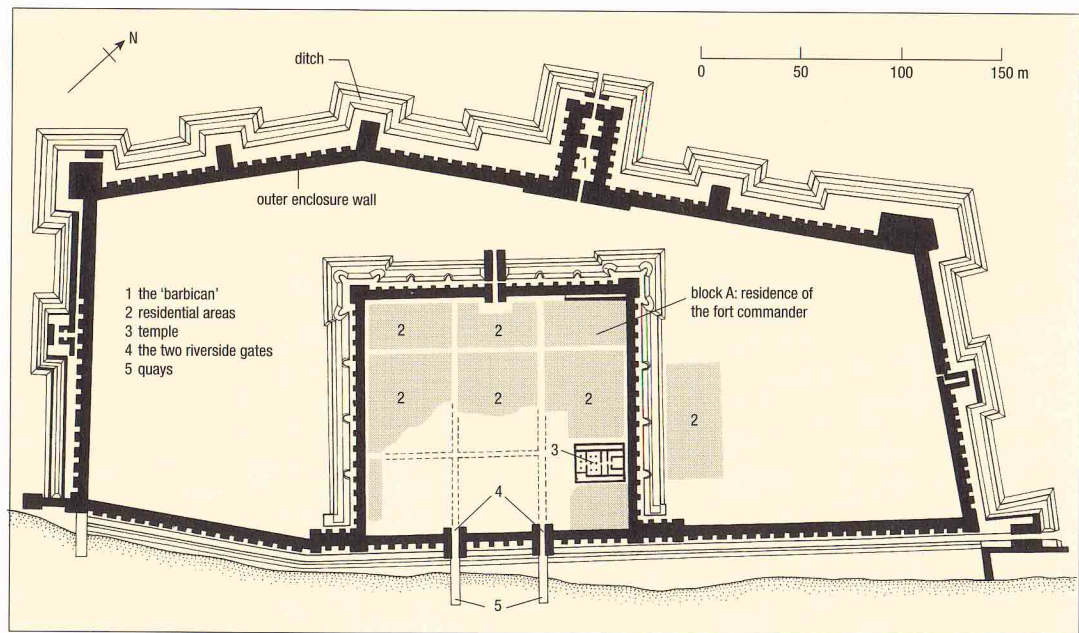 N
ditch
0 50 100 150 m
1
outer enclosure wall
1 the 'barbican'
2 residential areas
3 temple
4 the two riverside gates
5 quays
block A: residence of
the fort commander
2 2
2 2 2
2
3
4
5